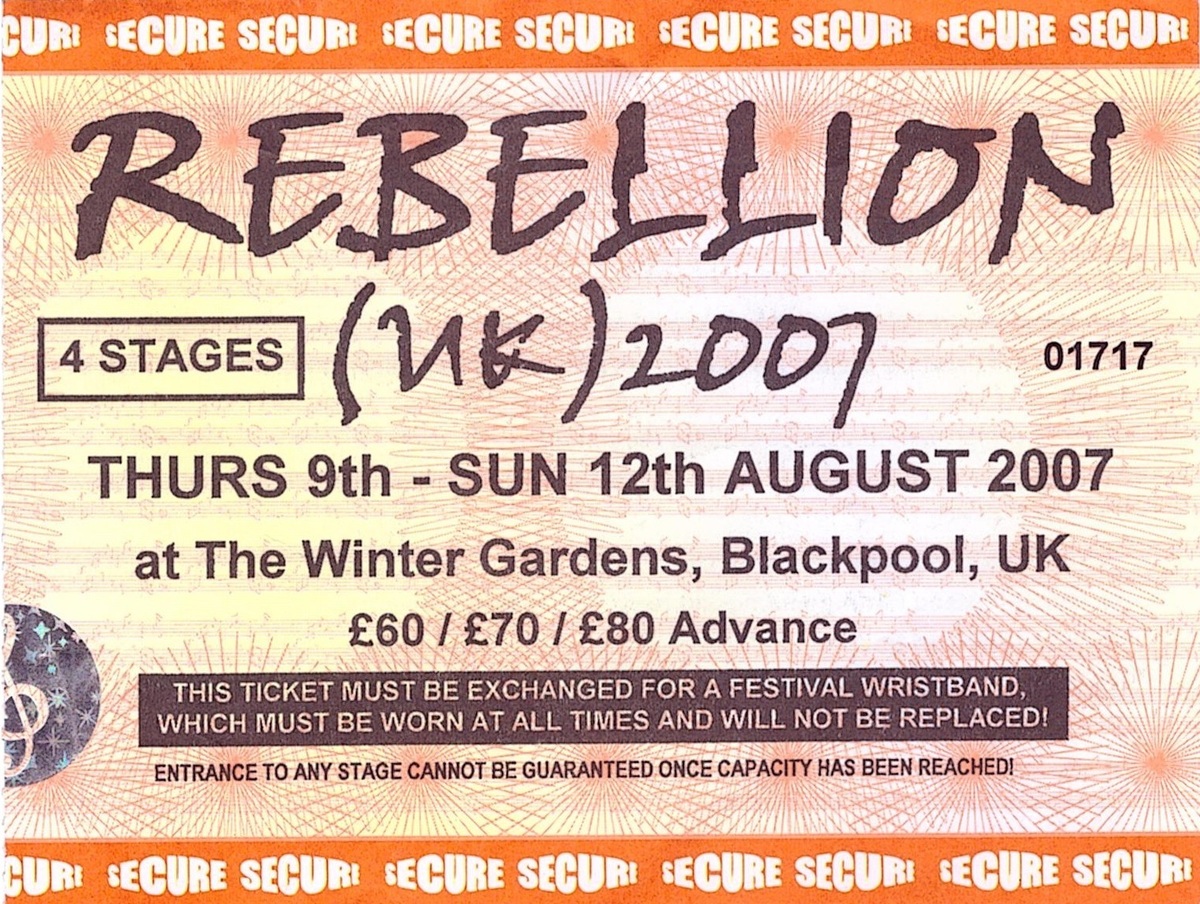 CURE SECURE SECURE SECURE SECURE SECURE SECURE SECURE SECURE
REBELLION
4 STAGES
(UK) 2007
01717
THURS 9th - SUN 12th AUGUST 2007
at The Winter Gardens, Blackpool, UK
£60 / £70 / £80 Advance
THIS TICKET MUST BE EXCHANGED FOR A FESTIVAL WRISTBAND,
WHICH MUST BE WORN AT ALL TIMES AND WILL NOT BE REPLACED!
ENTRANCE TO ANY STAGE CANNOT BE GUARANTEED ONCE CAPACITY HAS BEEN REACHED!
CURE SECURE SECURE SECURE SECURE SECURE SECURE SECURE SECURE